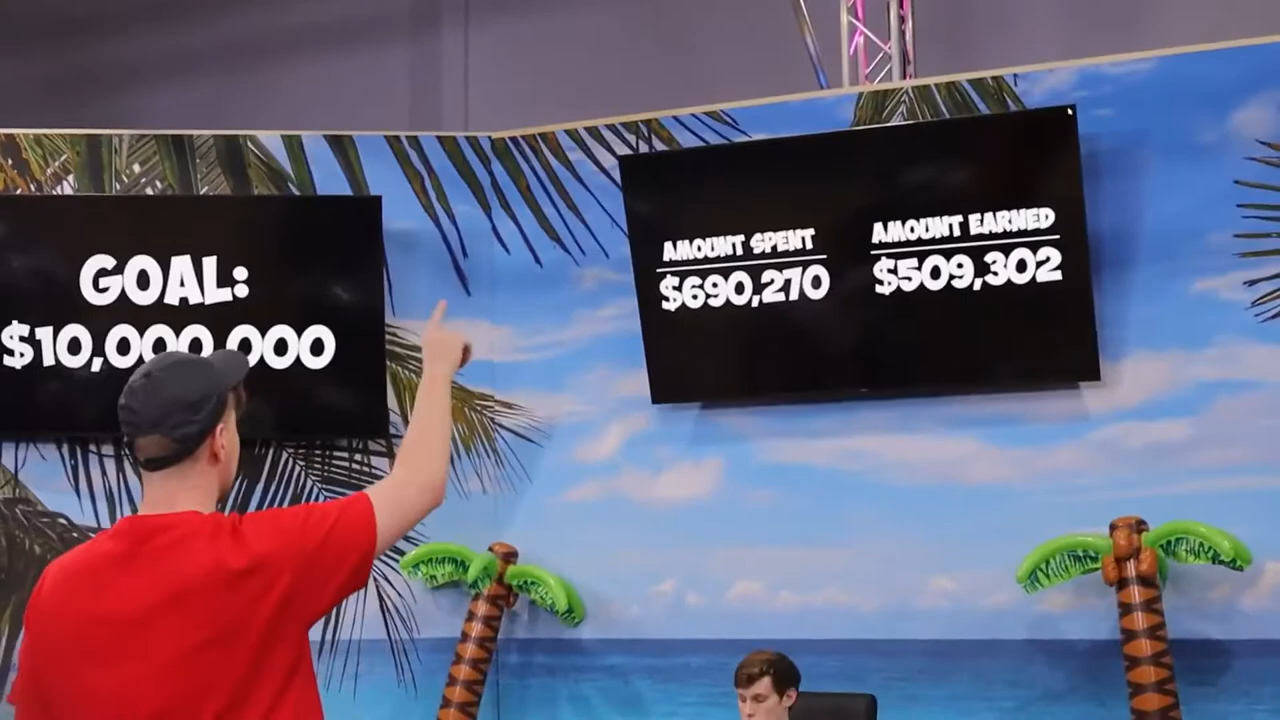 GOAL:
$10,000,000
AMOUNT SPENT
$690,270
AMOUNT EARNED
$509,302